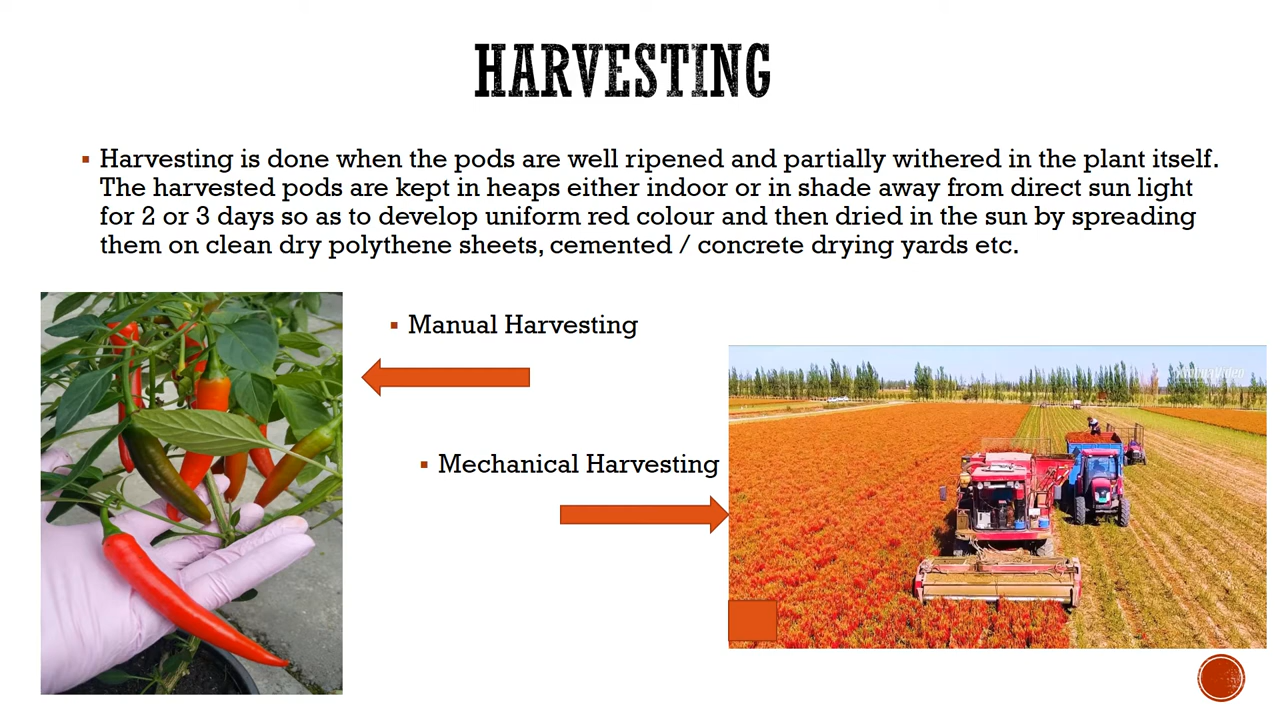 HARVESTING
Harvesting is done when the pods are well ripened and partially withered in the plant itself.
The harvested pods are kept in heaps either indoor or in shade away from direct sun light
for 2 or 3 days so as to develop uniform red colour and then dried in the sun by spreading
them on clean dry polythene sheets, cemented / concrete drying yards etc.
Manual Harvesting
Mechanical Harvesting